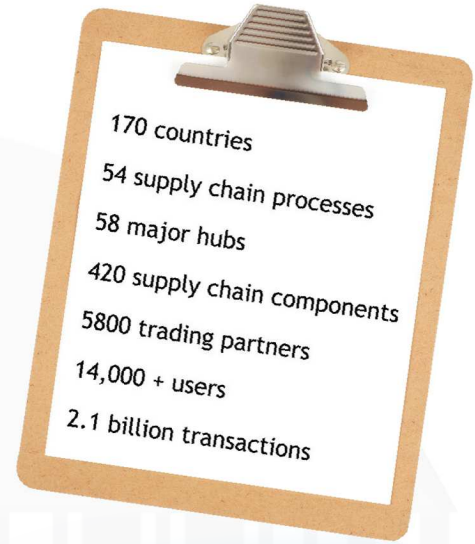 170 countries
54 supply chain processes
58 major hubs
420 supply chain components
5800 trading partners
14,000 + users
2.1 billion transactions